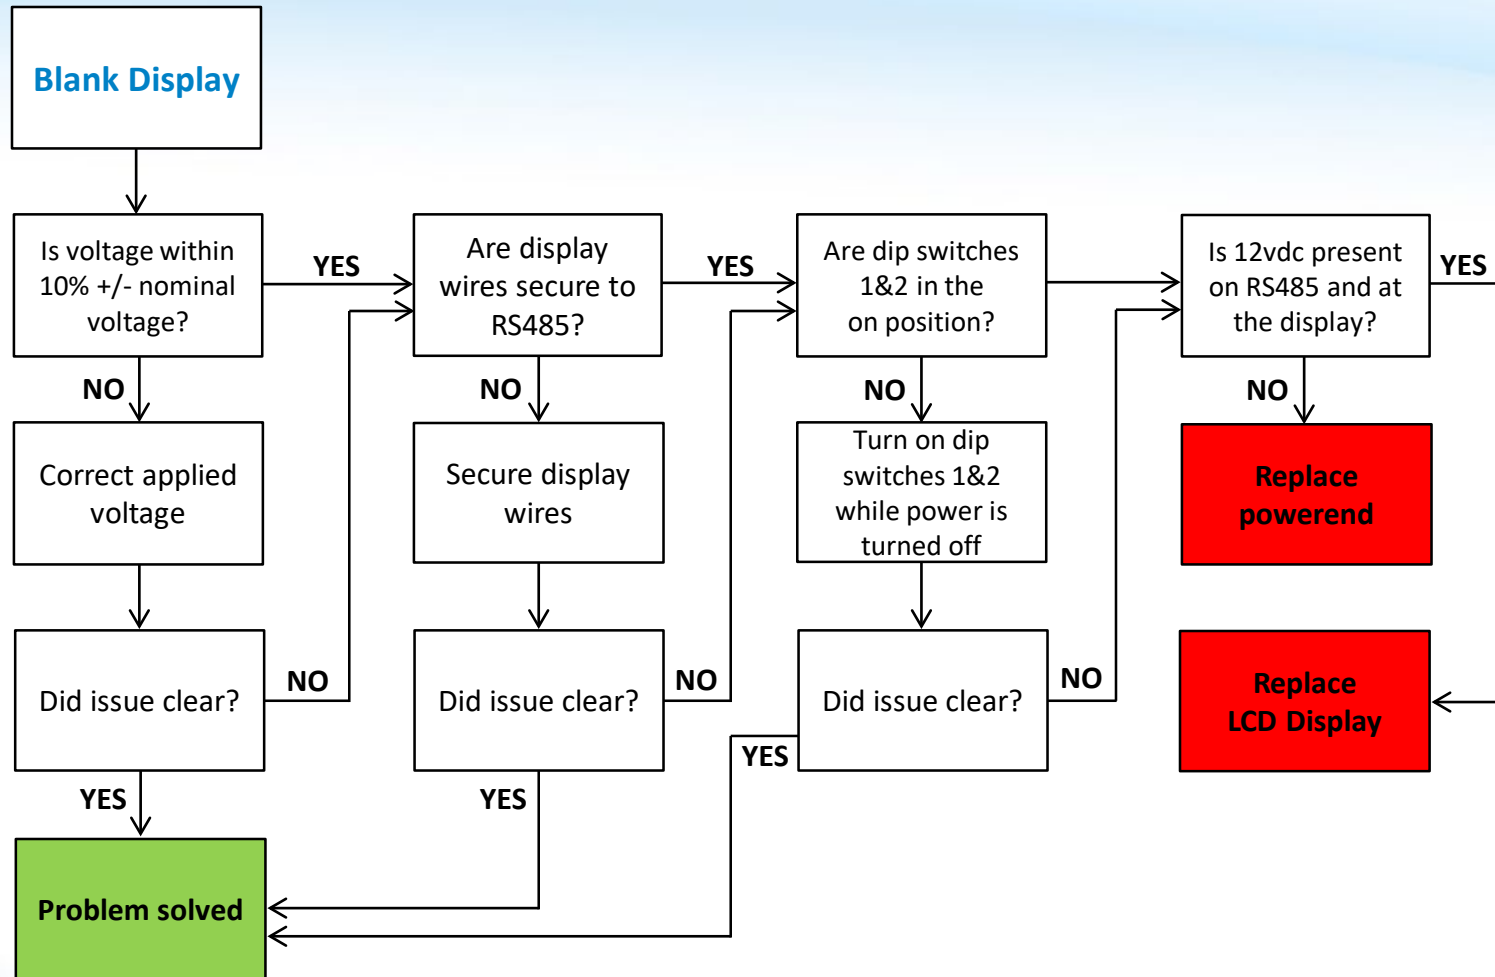 Blank Display
Is voltage within
10% +/- nominal
voltage?
YES
Are display
wires secure to
RS485?
YES
Are dip switches
1&2 in the
on position?
Is 12vdc present
on RS485 and at
the display?
YES
NO
NO
NO
NO
Correct applied
voltage
Secure display
wires
Turn on dip
switches 1&2
while power is
turned off
Replace
powerend
Did issue clear?
NO
Did issue clear?
NO
Did issue clear?
NO
Replace
LCD Display
YES
YES
YES
Problem solved